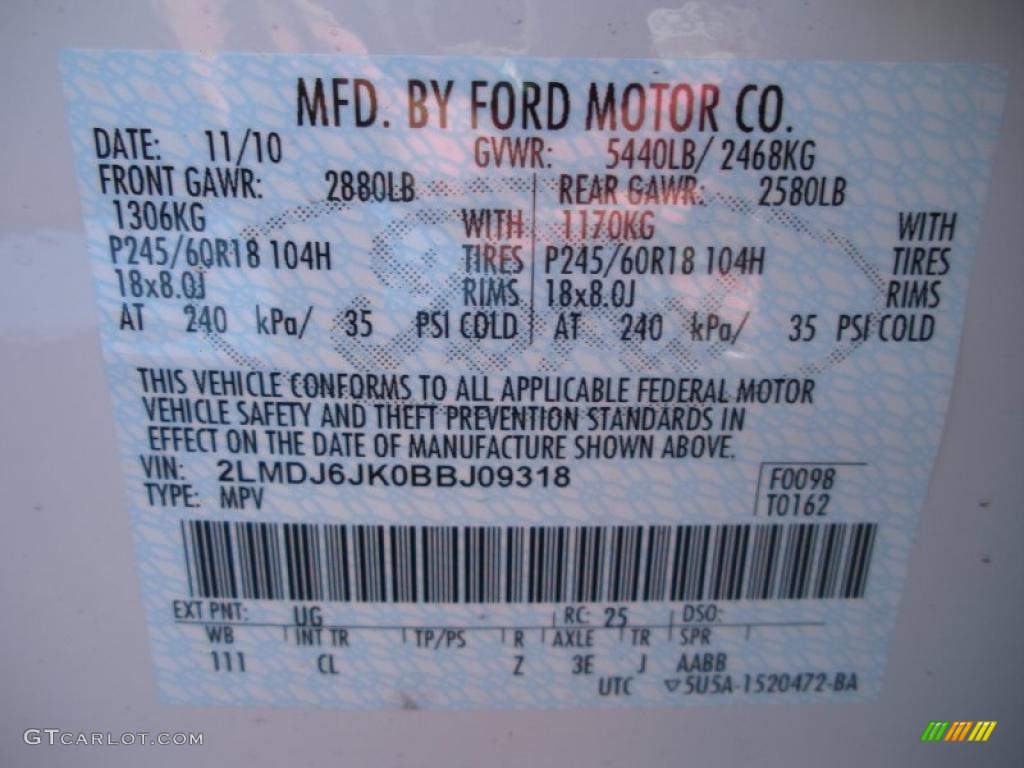 MFD. BY FORD MOTOR CO.
DATE: 11/10 GVWR: 5440LB/ 2468KG
FRONT GAWR: 2880LB REAR GAWR: 2580LB
1306KG WITH 1170KG WITH
P245/60R18 104H TIRES P245/60R18 104H TIRES
18x8.0J RIMS 18x8.0J RIMS
AT 240 kPa/ 35 PSI COLD AT 240 kPa/ 35 PSI COLD
THIS VEHICLE CONFORMS TO ALL APPLICABLE FEDERAL MOTOR
VEHICLE SAFETY AND THEFT PREVENTION STANDARDS IN
EFFECT ON THE DATE OF MANUFACTURE SHOWN ABOVE.
VIN: 2LMDJ6JK0BBJ09318 F0098
TYPE: MPV T0162
EXT PNT: UG RC: 25 DSO:
WB INT TR TP/PS R AXLE TR SPR
111 CL Z 3E J AABB
UTC ▽5U5A-1520472-BA
GTCARLOT.COM